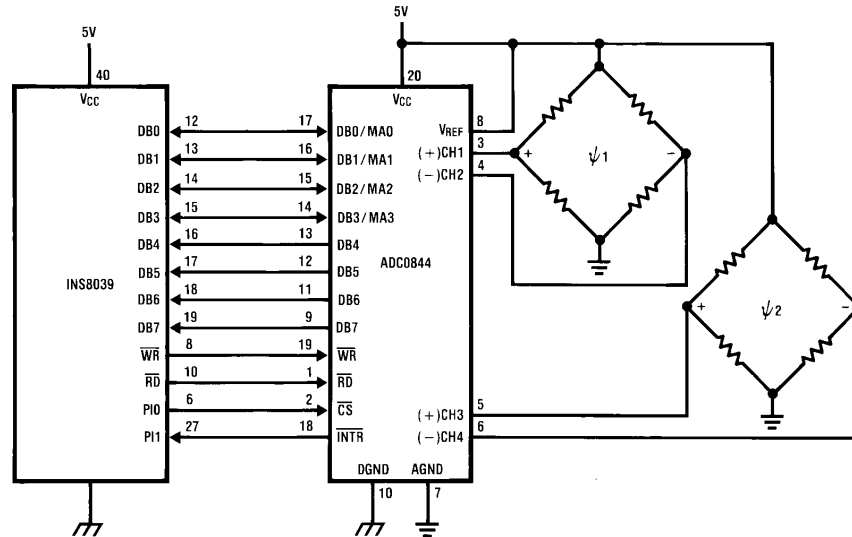 5V
5V
40
20
VCC
VCC
DB0 12 17 DB0/MA0
VREF 8
DB1 13 16 DB1/MA1
(+)CH1 3
DB2 14 15 DB2/MA2
(-)CH2 4
DB3 15 14 DB3/MA3
DB4 16 13 DB4
DB5 17 12 DB5
DB6 18 11 DB6
DB7 19 9 DB7
WR 8 19 WR
RD 10 1 RD
PI0 6 2 CS
PI1 27 18 INTR
INS8039
ADC0844
(+)CH3 5
(-)CH4 6
DGND AGND
10 7
+ ψ1 -
+ ψ2 -